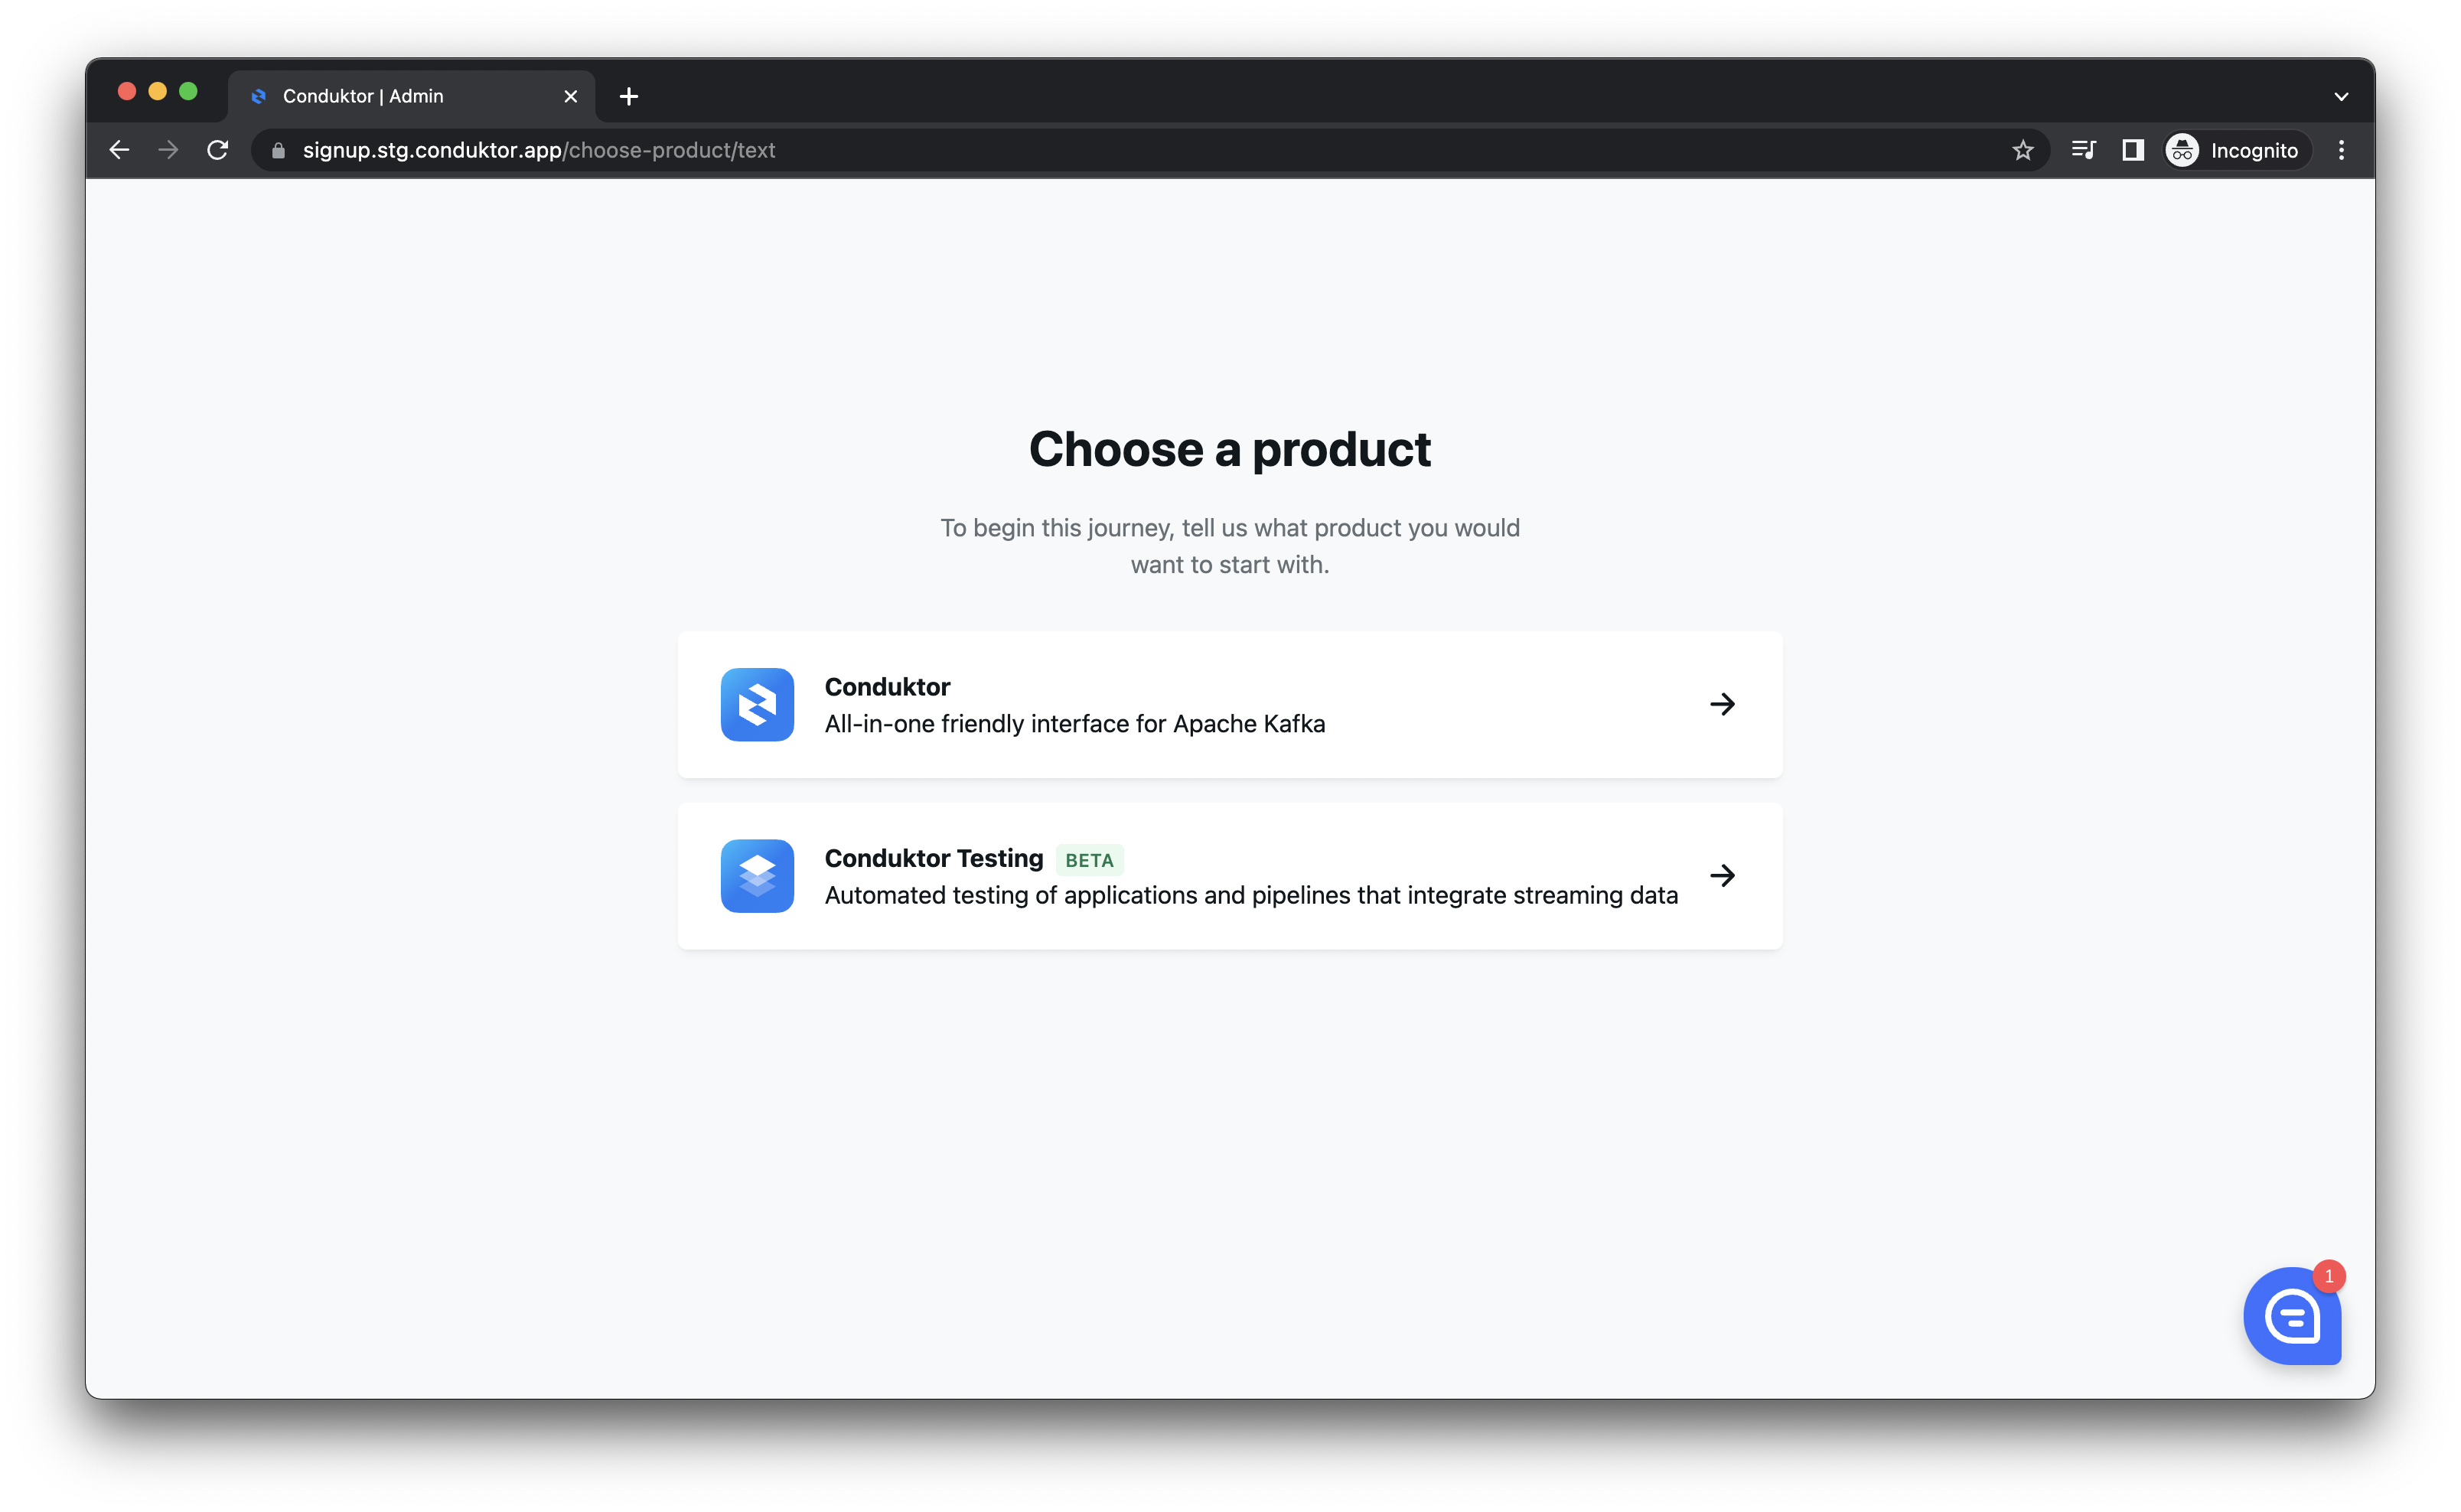 Conduktor | Admin
signup.stg.conduktor.app/choose-product/text
Incognito
Choose a product
To begin this journey, tell us what product you would
want to start with.
Conduktor
All-in-one friendly interface for Apache Kafka
Conduktor Testing BETA
Automated testing of applications and pipelines that integrate streaming data
1